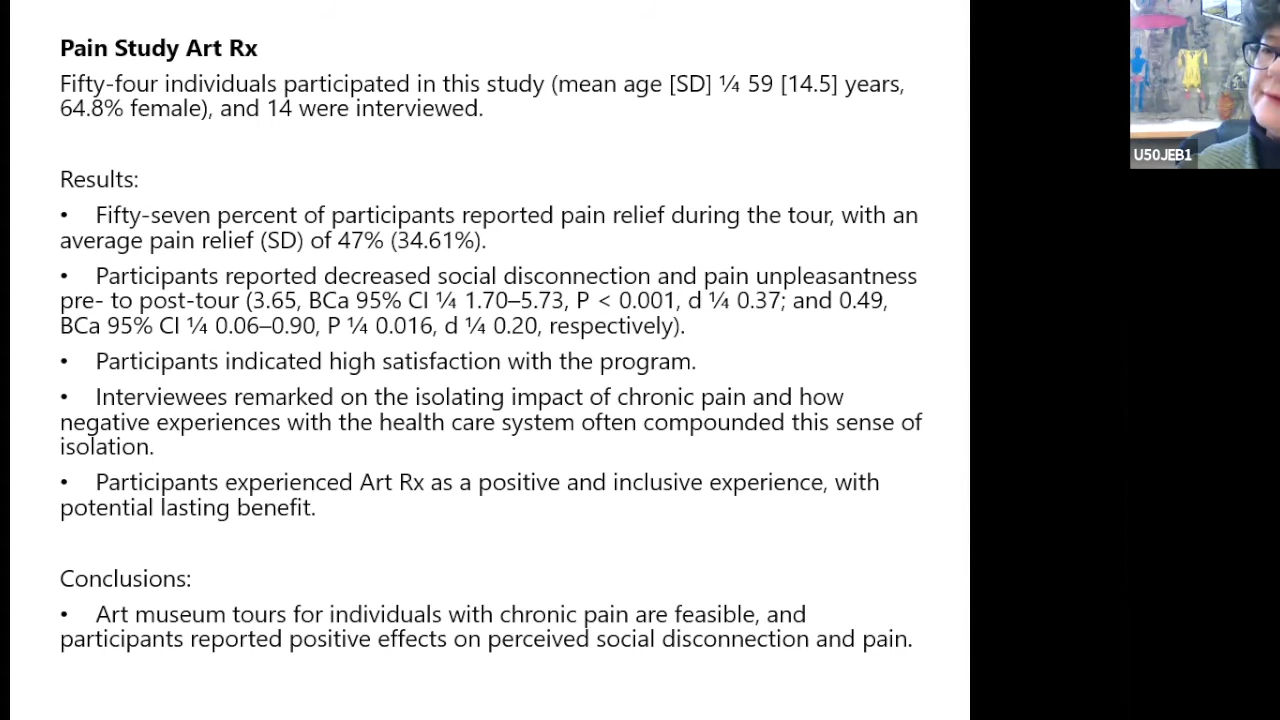 Pain Study Art Rx
Fifty-four individuals participated in this study (mean age [SD] ¼ 59 [14.5] years,
64.8% female), and 14 were interviewed.
Results:
• Fifty-seven percent of participants reported pain relief during the tour, with an
average pain relief (SD) of 47% (34.61%).
• Participants reported decreased social disconnection and pain unpleasantness
pre- to post-tour (3.65, BCa 95% CI ¼ 1.70–5.73, P < 0.001, d ¼ 0.37; and 0.49,
BCa 95% CI ¼ 0.06–0.90, P ¼ 0.016, d ¼ 0.20, respectively).
• Participants indicated high satisfaction with the program.
• Interviewees remarked on the isolating impact of chronic pain and how
negative experiences with the health care system often compounded this sense of
isolation.
• Participants experienced Art Rx as a positive and inclusive experience, with
potential lasting benefit.
Conclusions:
• Art museum tours for individuals with chronic pain are feasible, and
participants reported positive effects on perceived social disconnection and pain.
U50JEB1